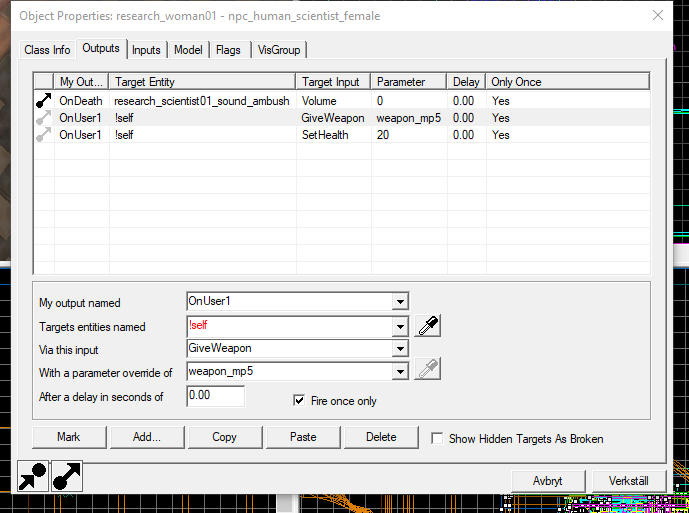 Object Properties: research_woman01 - npc_human_scientist_female
Class Info Outputs Inputs Model Flags VisGroup
My Out... Target Entity Target Input Parameter Delay Only Once
OnDeath research_scientist01_sound_ambush Volume 0 0.00 Yes
OnUser1 !self GiveWeapon weapon_mp5 0.00 Yes
OnUser1 !self SetHealth 20 0.00 Yes
My output named OnUser1
Targets entities named !self
Via this input GiveWeapon
With a parameter override of weapon_mp5
After a delay in seconds of 0.00 Fire once only
Mark Add... Copy Paste Delete Show Hidden Targets As Broken
Avbryt Verkställ